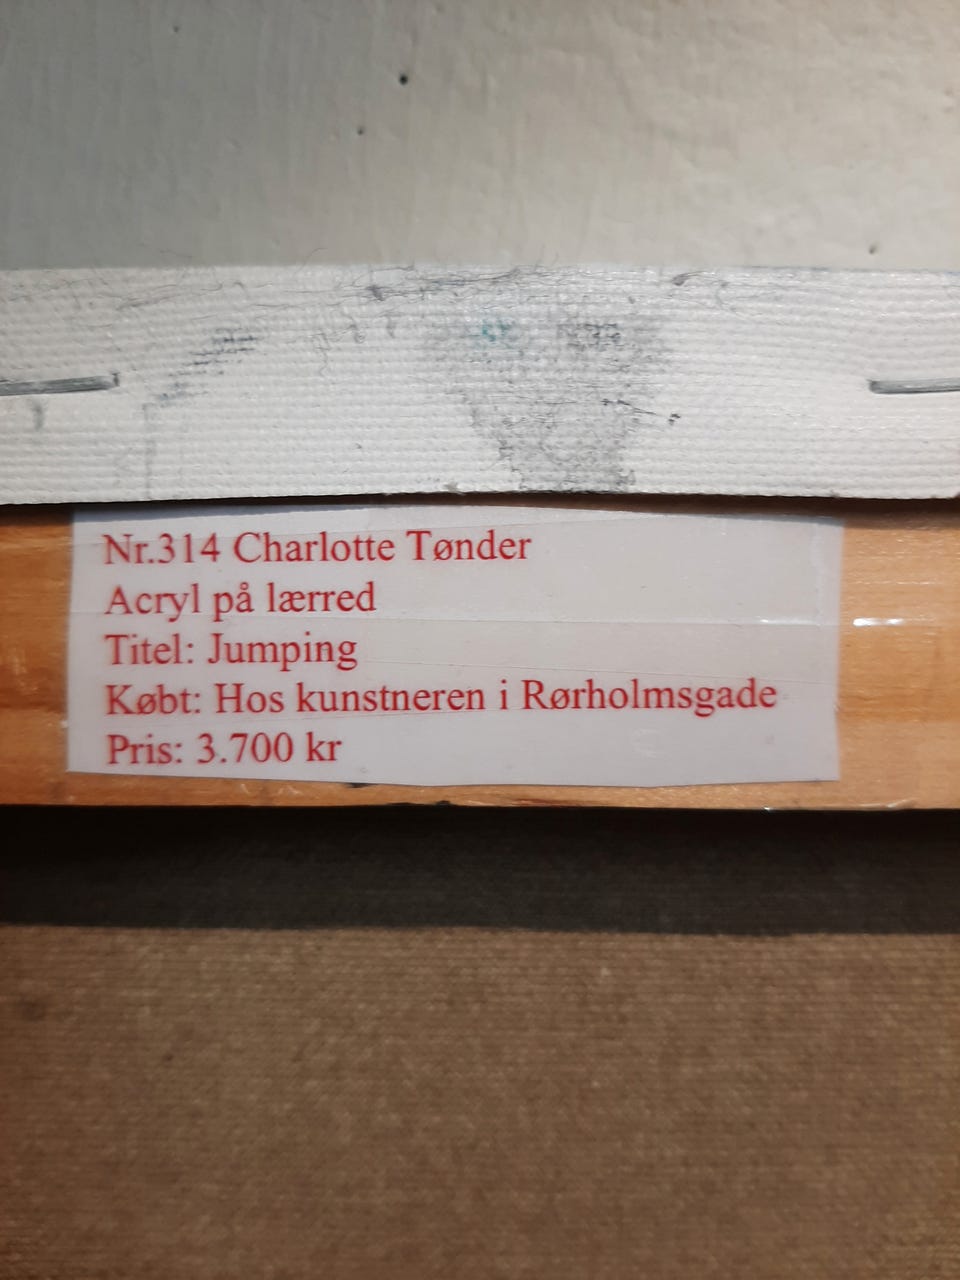 Nr.314 Charlotte Tønder
Acryl på lærred
Titel: Jumping
Købt: Hos kunstneren i Rørholmsgade
Pris: 3.700 kr